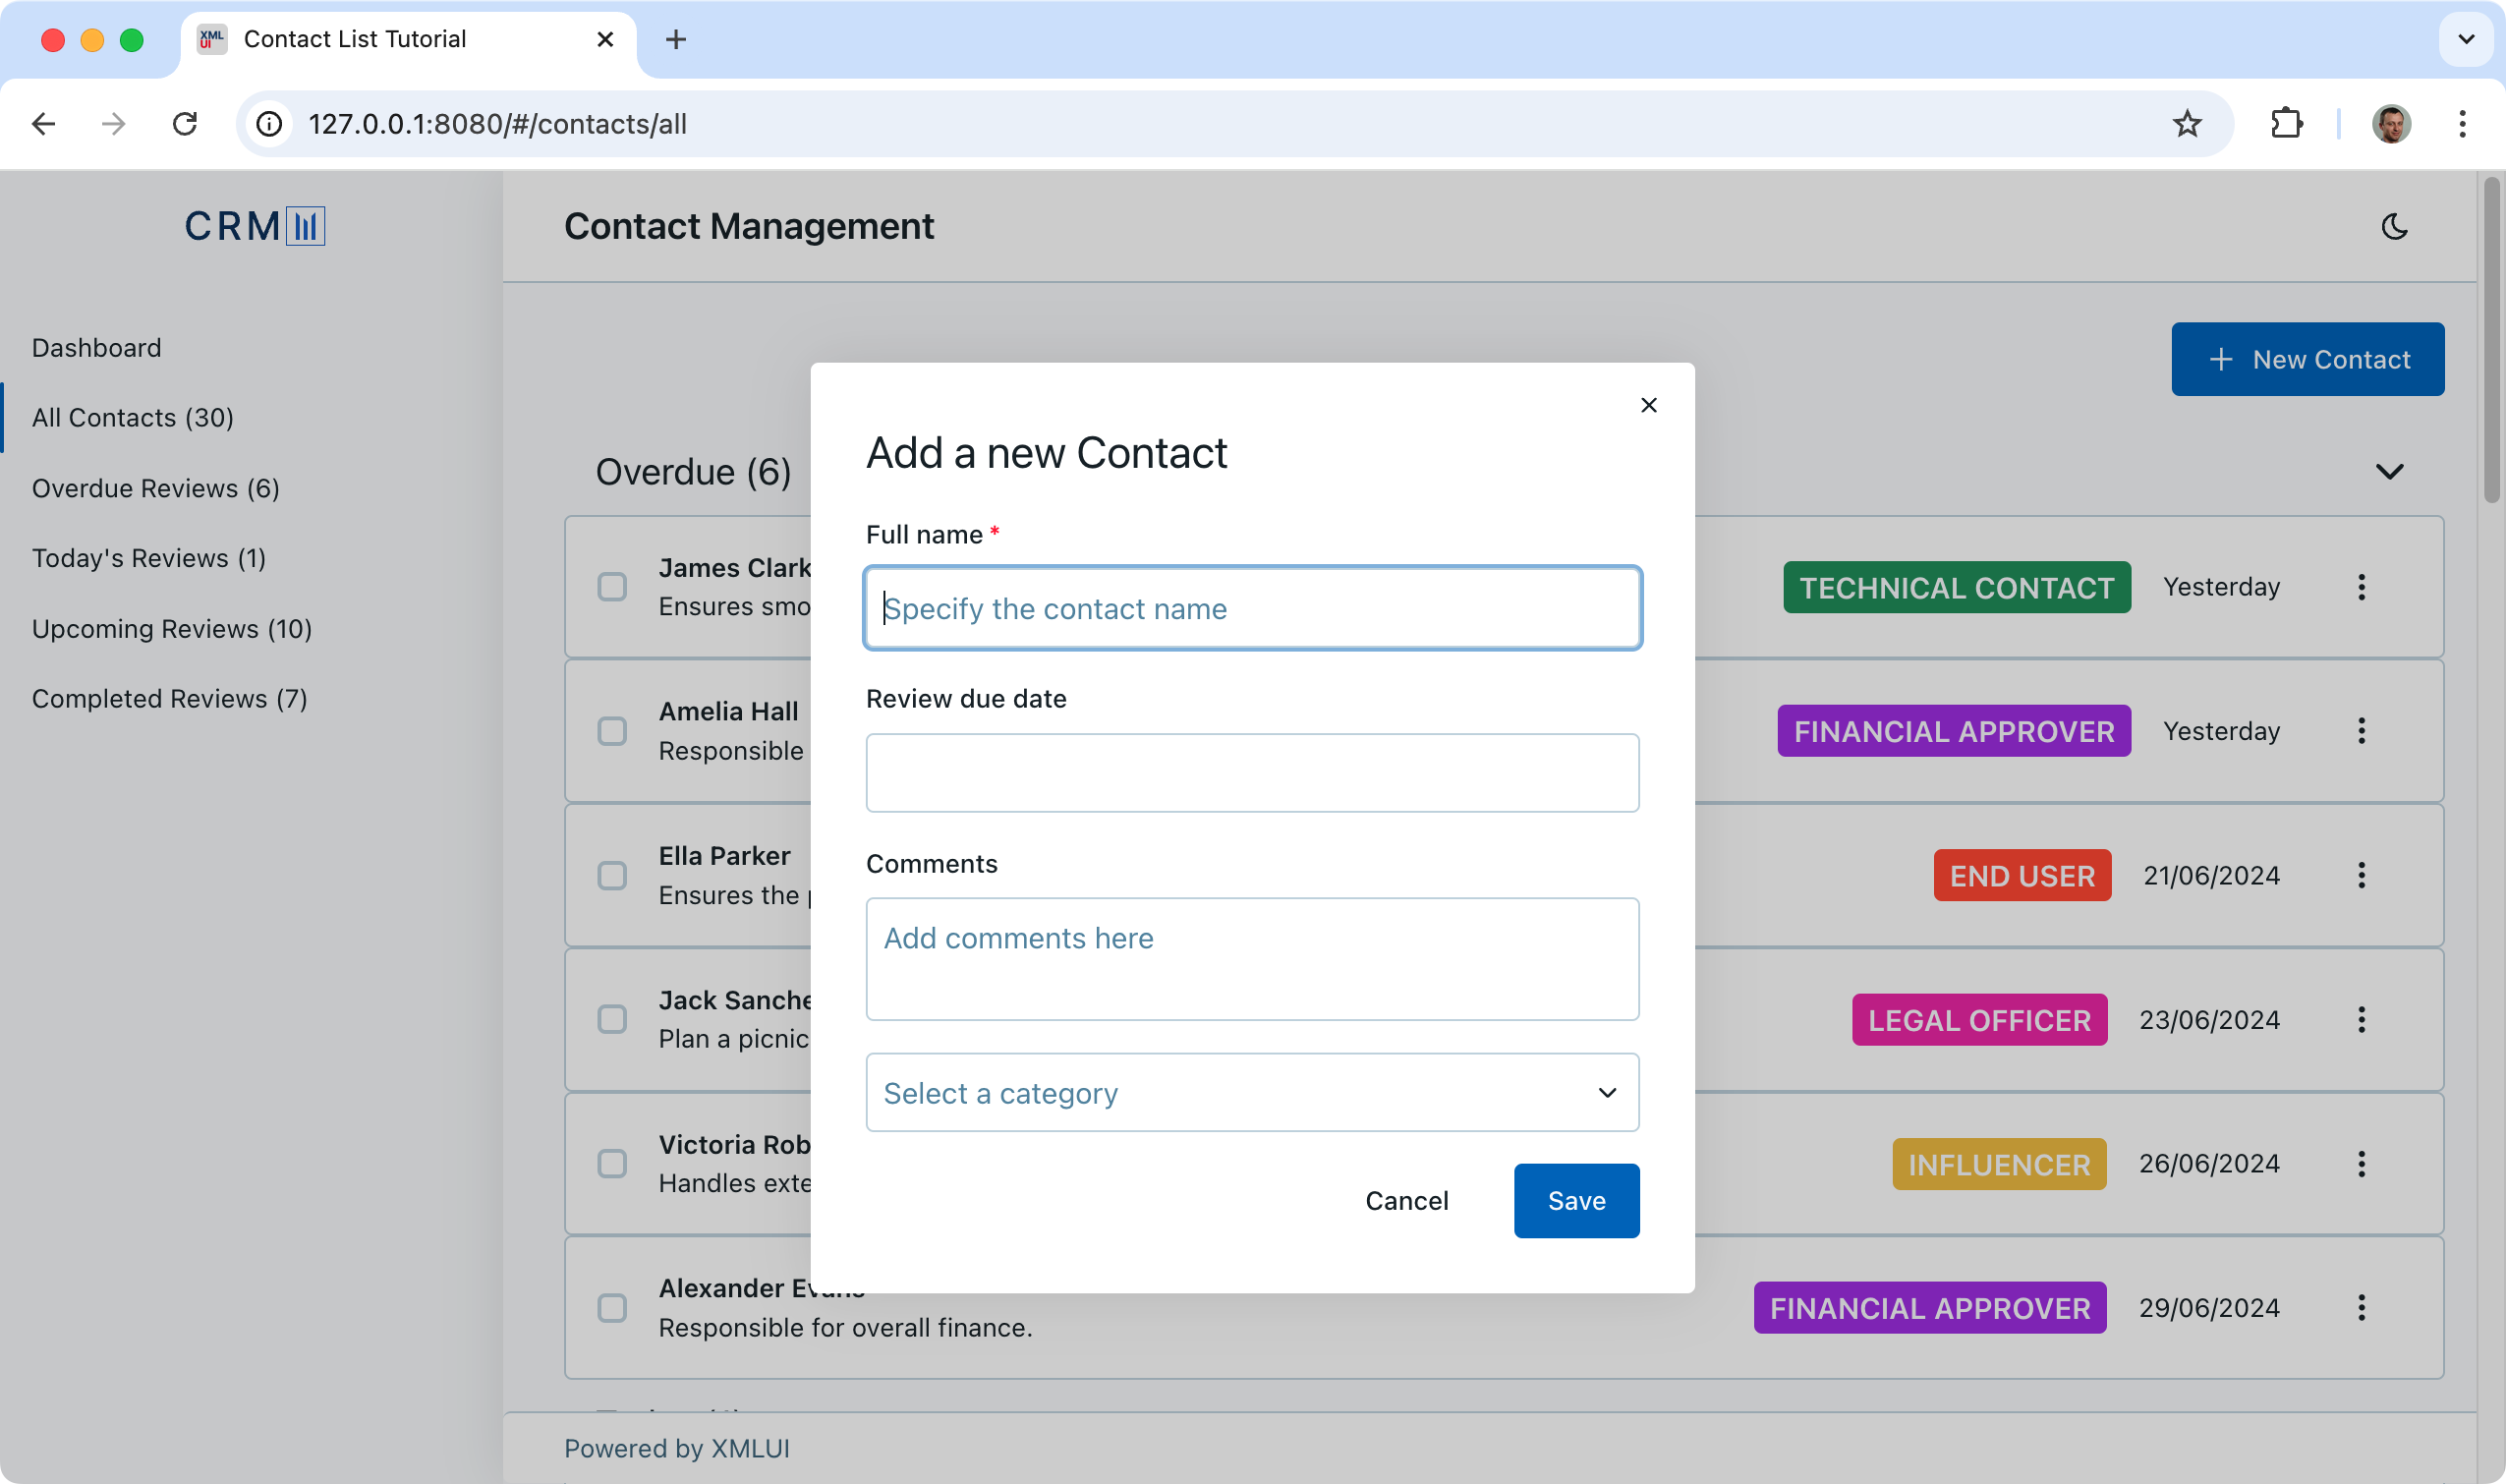 XML
UI
Contact List Tutorial
127.0.0.1:8080/#/contacts/all
CRM
Contact Management
Dashboard
All Contacts (30)
Overdue Reviews (6)
Today's Reviews (1)
Upcoming Reviews (10)
Completed Reviews (7)
New Contact
Overdue (6)
James Clark
Ensures smo
TECHNICAL CONTACT
Yesterday
Amelia Hall
Responsible
FINANCIAL APPROVER
Yesterday
Ella Parker
Ensures the
END USER
21/06/2024
Jack Sanche
Plan a picnic
LEGAL OFFICER
23/06/2024
Victoria Rob
Handles exte
INFLUENCER
26/06/2024
Alexander Evans
Responsible for overall finance.
FINANCIAL APPROVER
29/06/2024
Add a new Contact
Full name *
Specify the contact name
Review due date
Comments
Add comments here
Select a category
Cancel
Save
Powered by XMLUI